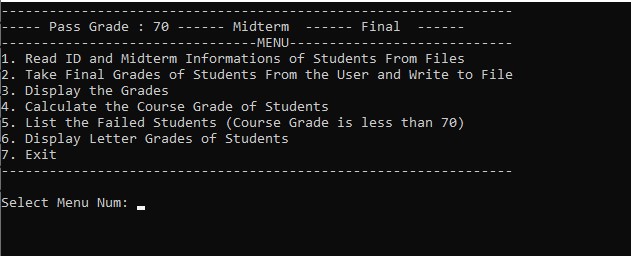 ----------------------------------------------------------------
----- Pass Grade : 70 ------ Midterm  ------ Final  ------
--------------------------------MENU----------------------------
1. Read ID and Midterm Informations of Students From Files
2. Take Final Grades of Students From the User and Write to File
3. Display the Grades
4. Calculate the Course Grade of Students
5. List the Failed Students (Course Grade is less than 70)
6. Display Letter Grades of Students
7. Exit
----------------------------------------------------------------
Select Menu Num: